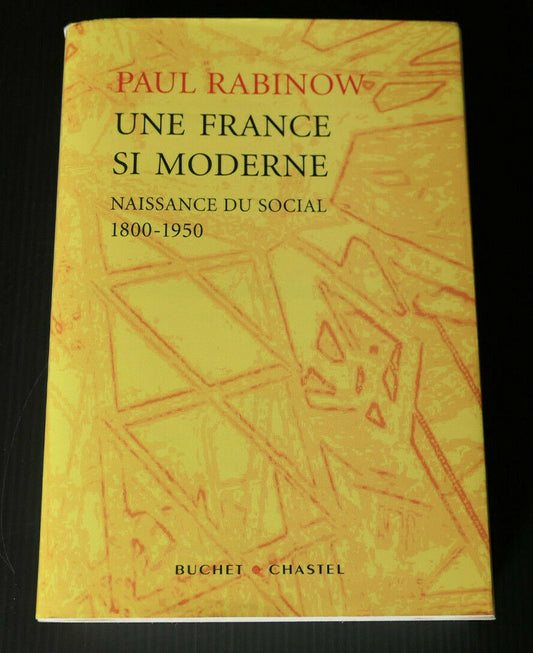 PAUL RABINOW
UNE FRANCE
SI MODERNE
NAISSANCE DU SOCIAL
1800-1950
BUCHET • CHASTEL